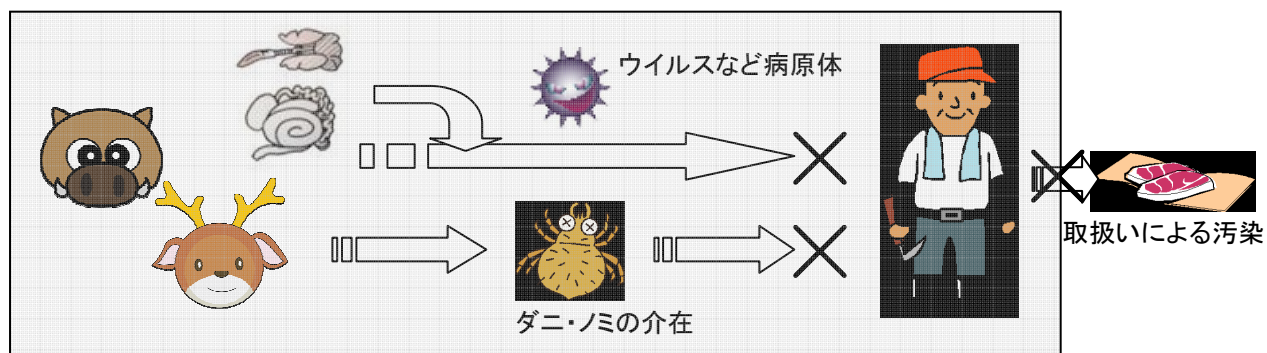 ウイルスなど病原体
取扱いによる汚染
ダニ・ノミの介在